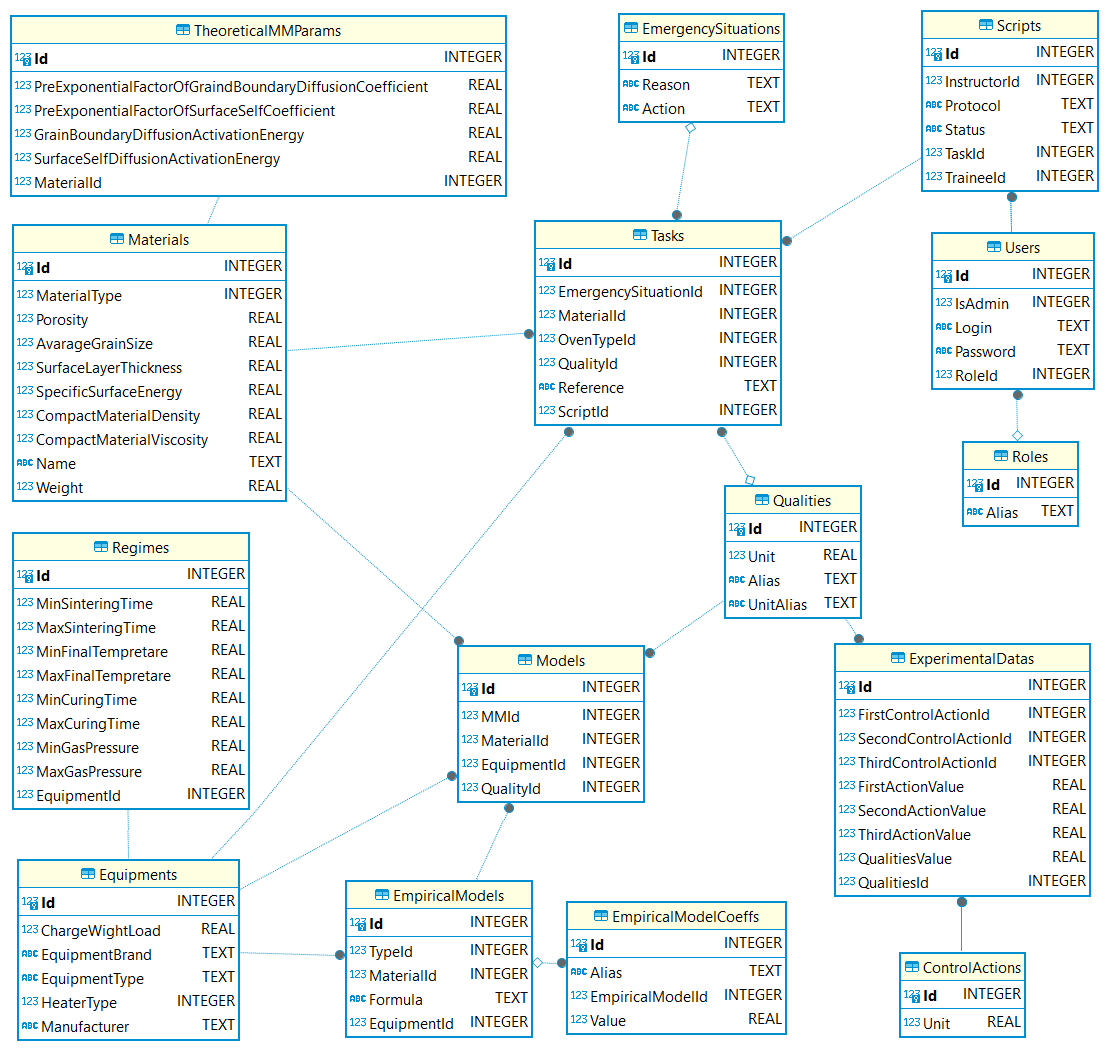 TheoreticalMMParams
Id INTEGER
PreExponentialFactorOfGraindBoundaryDiffusionCoefficient REAL
PreExponentialFactorOfSurfaceSelfCoefficient REAL
GrainBoundaryDiffusionActivationEnergy REAL
SurfaceSelfDiffusionActivationEnergy REAL
MaterialId INTEGER
EmergencySituations
Id INTEGER
Reason TEXT
Action TEXT
Scripts
Id INTEGER
InstructorId INTEGER
Protocol TEXT
Status TEXT
TaskId INTEGER
TraineeId INTEGER
Materials
Id INTEGER
MaterialType INTEGER
Porosity REAL
AvarageGrainSize REAL
SurfaceLayerThickness REAL
SpecificSurfaceEnergy REAL
CompactMaterialDensity REAL
CompactMaterialViscosity REAL
Name TEXT
Weight REAL
Tasks
Id INTEGER
EmergencySituationId INTEGER
MaterialId INTEGER
OvenTypeId INTEGER
QualityId INTEGER
Reference TEXT
ScriptId INTEGER
Users
Id INTEGER
IsAdmin INTEGER
Login TEXT
Password TEXT
RoleId INTEGER
Roles
Id INTEGER
Alias TEXT
Qualities
Id INTEGER
Unit REAL
Alias TEXT
UnitAlias TEXT
Regimes
Id INTEGER
MinSinteringTime REAL
MaxSinteringTime REAL
MinFinalTempretare REAL
MaxFinalTempretare REAL
MinCuringTime REAL
MaxCuringTime REAL
MinGasPressure REAL
MaxGasPressure REAL
EquipmentId INTEGER
Models
Id INTEGER
MMId INTEGER
MaterialId INTEGER
EquipmentId INTEGER
QualityId INTEGER
ExperimentalDatas
Id INTEGER
FirstControlActionId INTEGER
SecondControlActionId INTEGER
ThirdControlActionId INTEGER
FirstActionValue REAL
SecondActionValue REAL
ThirdActionValue REAL
QualitiesValue REAL
QualitiesId INTEGER
Equipments
Id INTEGER
ChargeWightLoad REAL
EquipmentBrand TEXT
EquipmentType TEXT
HeaterType INTEGER
Manufacturer TEXT
EmpiricalModels
Id INTEGER
TypeId INTEGER
MaterialId INTEGER
Formula TEXT
EquipmentId INTEGER
EmpiricalModelCoeffs
Id INTEGER
Alias TEXT
EmpiricalModelId INTEGER
Value REAL
ControlActions
Id INTEGER
Unit REAL